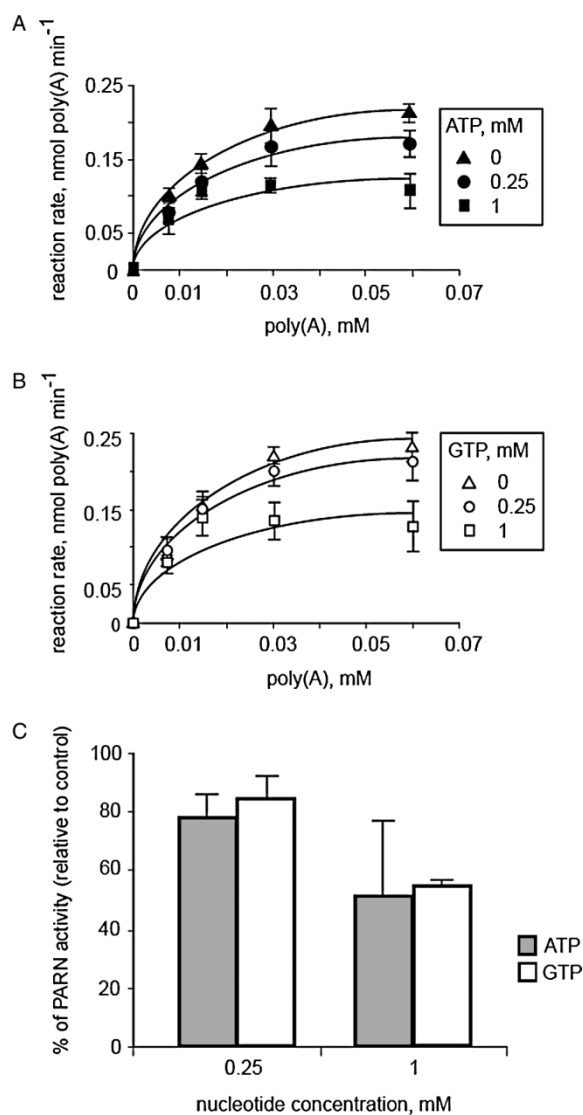 A
reaction rate, nmol poly(A) min-1
0.25
0.15
0.05
0
0 0.01 0.03 0.05 0.07
poly(A), mM
ATP, mM
0
0.25
1
B
reaction rate, nmol poly(A) min-1
0.25
0.15
0.05
0
0 0.01 0.03 0.05 0.07
poly(A), mM
GTP, mM
0
0.25
1
C
% of PARN activity (relative to control)
100
80
60
40
20
0
0.25 1
nucleotide concentration, mM
ATP
GTP